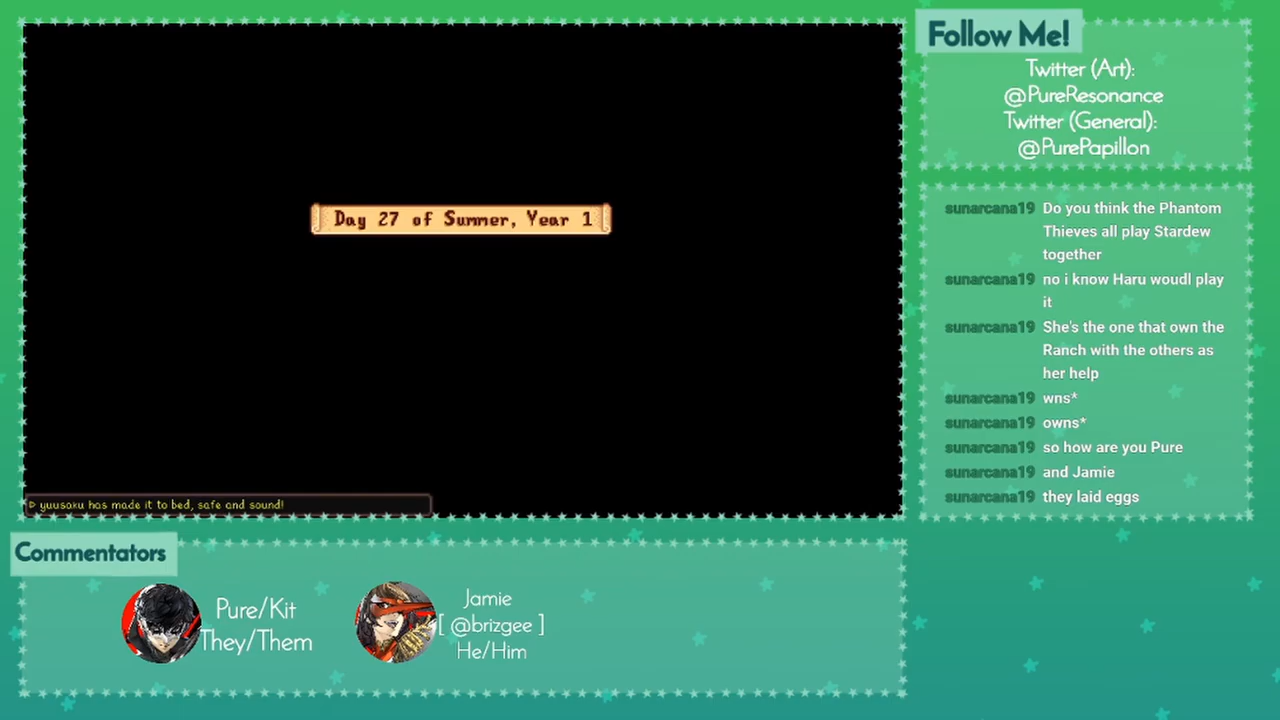 Day 27 of Summer, Year 1
yuusaku has made it to bed, safe and sound!
Follow Me!
Twitter (Art):
@PureResonance
Twitter (General):
@PurePapillon
sunarcana19 Do you think the Phantom
Thieves all play Stardew
together
sunarcana19 no i know Haru woudl play
it
sunarcana19 She's the one that own the
Ranch with the others as
her help
sunarcana19 wns*
sunarcana19 owns*
sunarcana19 so how are you Pure
sunarcana19 and Jamie
sunarcana19 they laid eggs
Commentators
Pure/Kit
They/Them
Jamie
[ @brizgee ]
He/Him